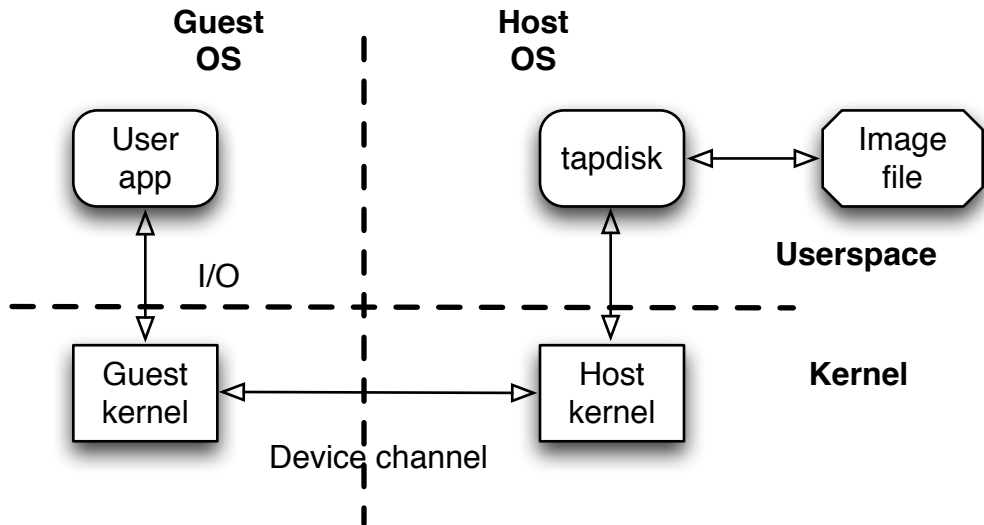 Guest
OS
Host
OS
User
app
tapdisk
Image
file
I/O
Userspace
Guest
kernel
Host
kernel
Kernel
Device channel